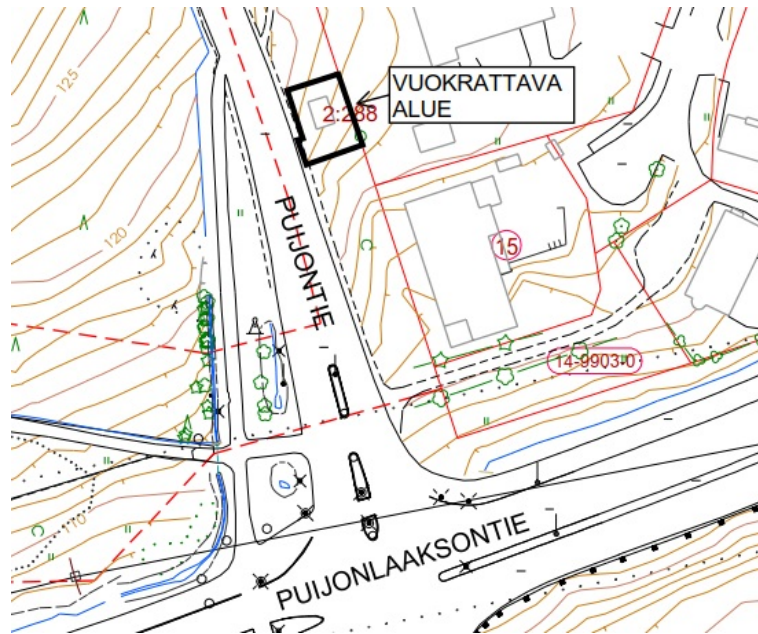 125
VUOKRATTAVA
ALUE
2:288
120
PUIJONTIE
15
14-9903-0
110
PUIJONLAAKSONTIE